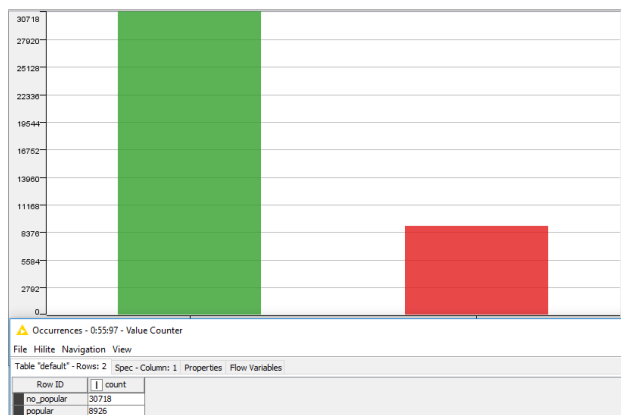 30718
27920
25128
22336
19544
16752
13960
11168
8376
5584
2792
0
Occurrences - 0:55:97 - Value Counter
File Hilite Navigation View
Table "default" - Rows: 2 Spec - Column: 1 Properties Flow Variables
Row ID I count
no_popular 30718
popular 8926